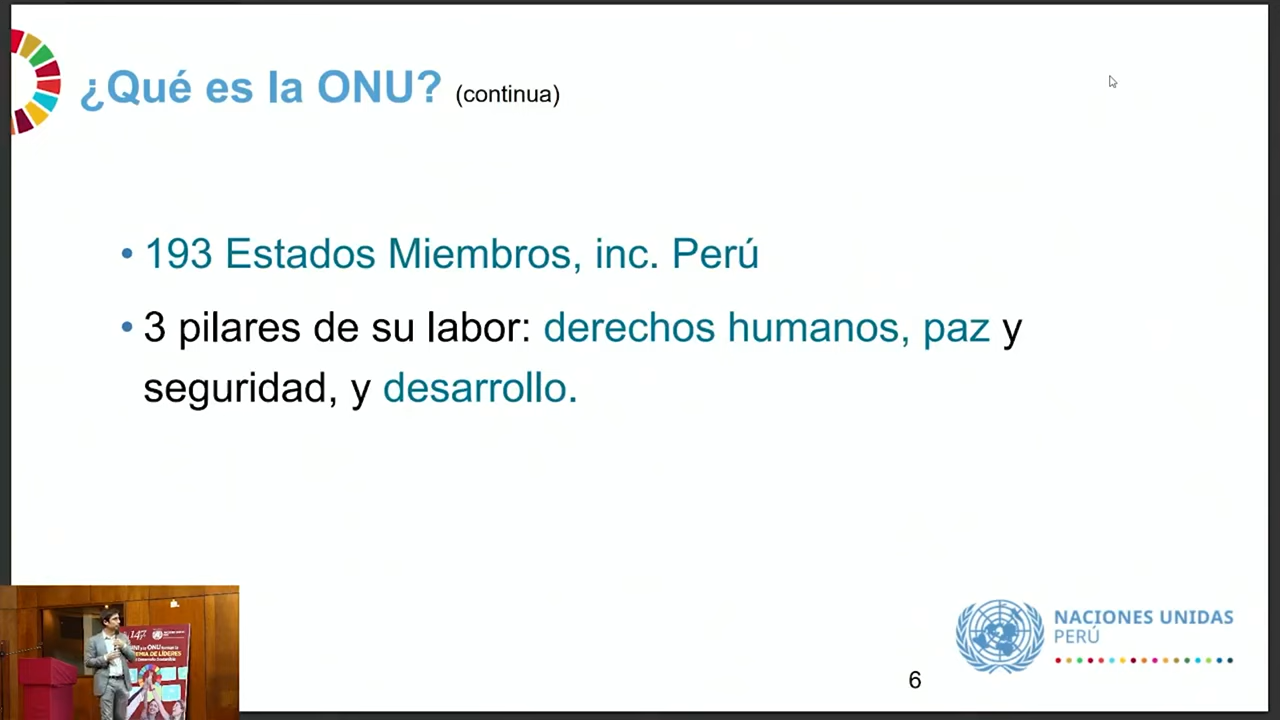 ¿Qué es la ONU? (continua)
• 193 Estados Miembros, inc. Perú
• 3 pilares de su labor: derechos humanos, paz y
seguridad, y desarrollo.
NACIONES UNIDAS
PERÚ
6
147